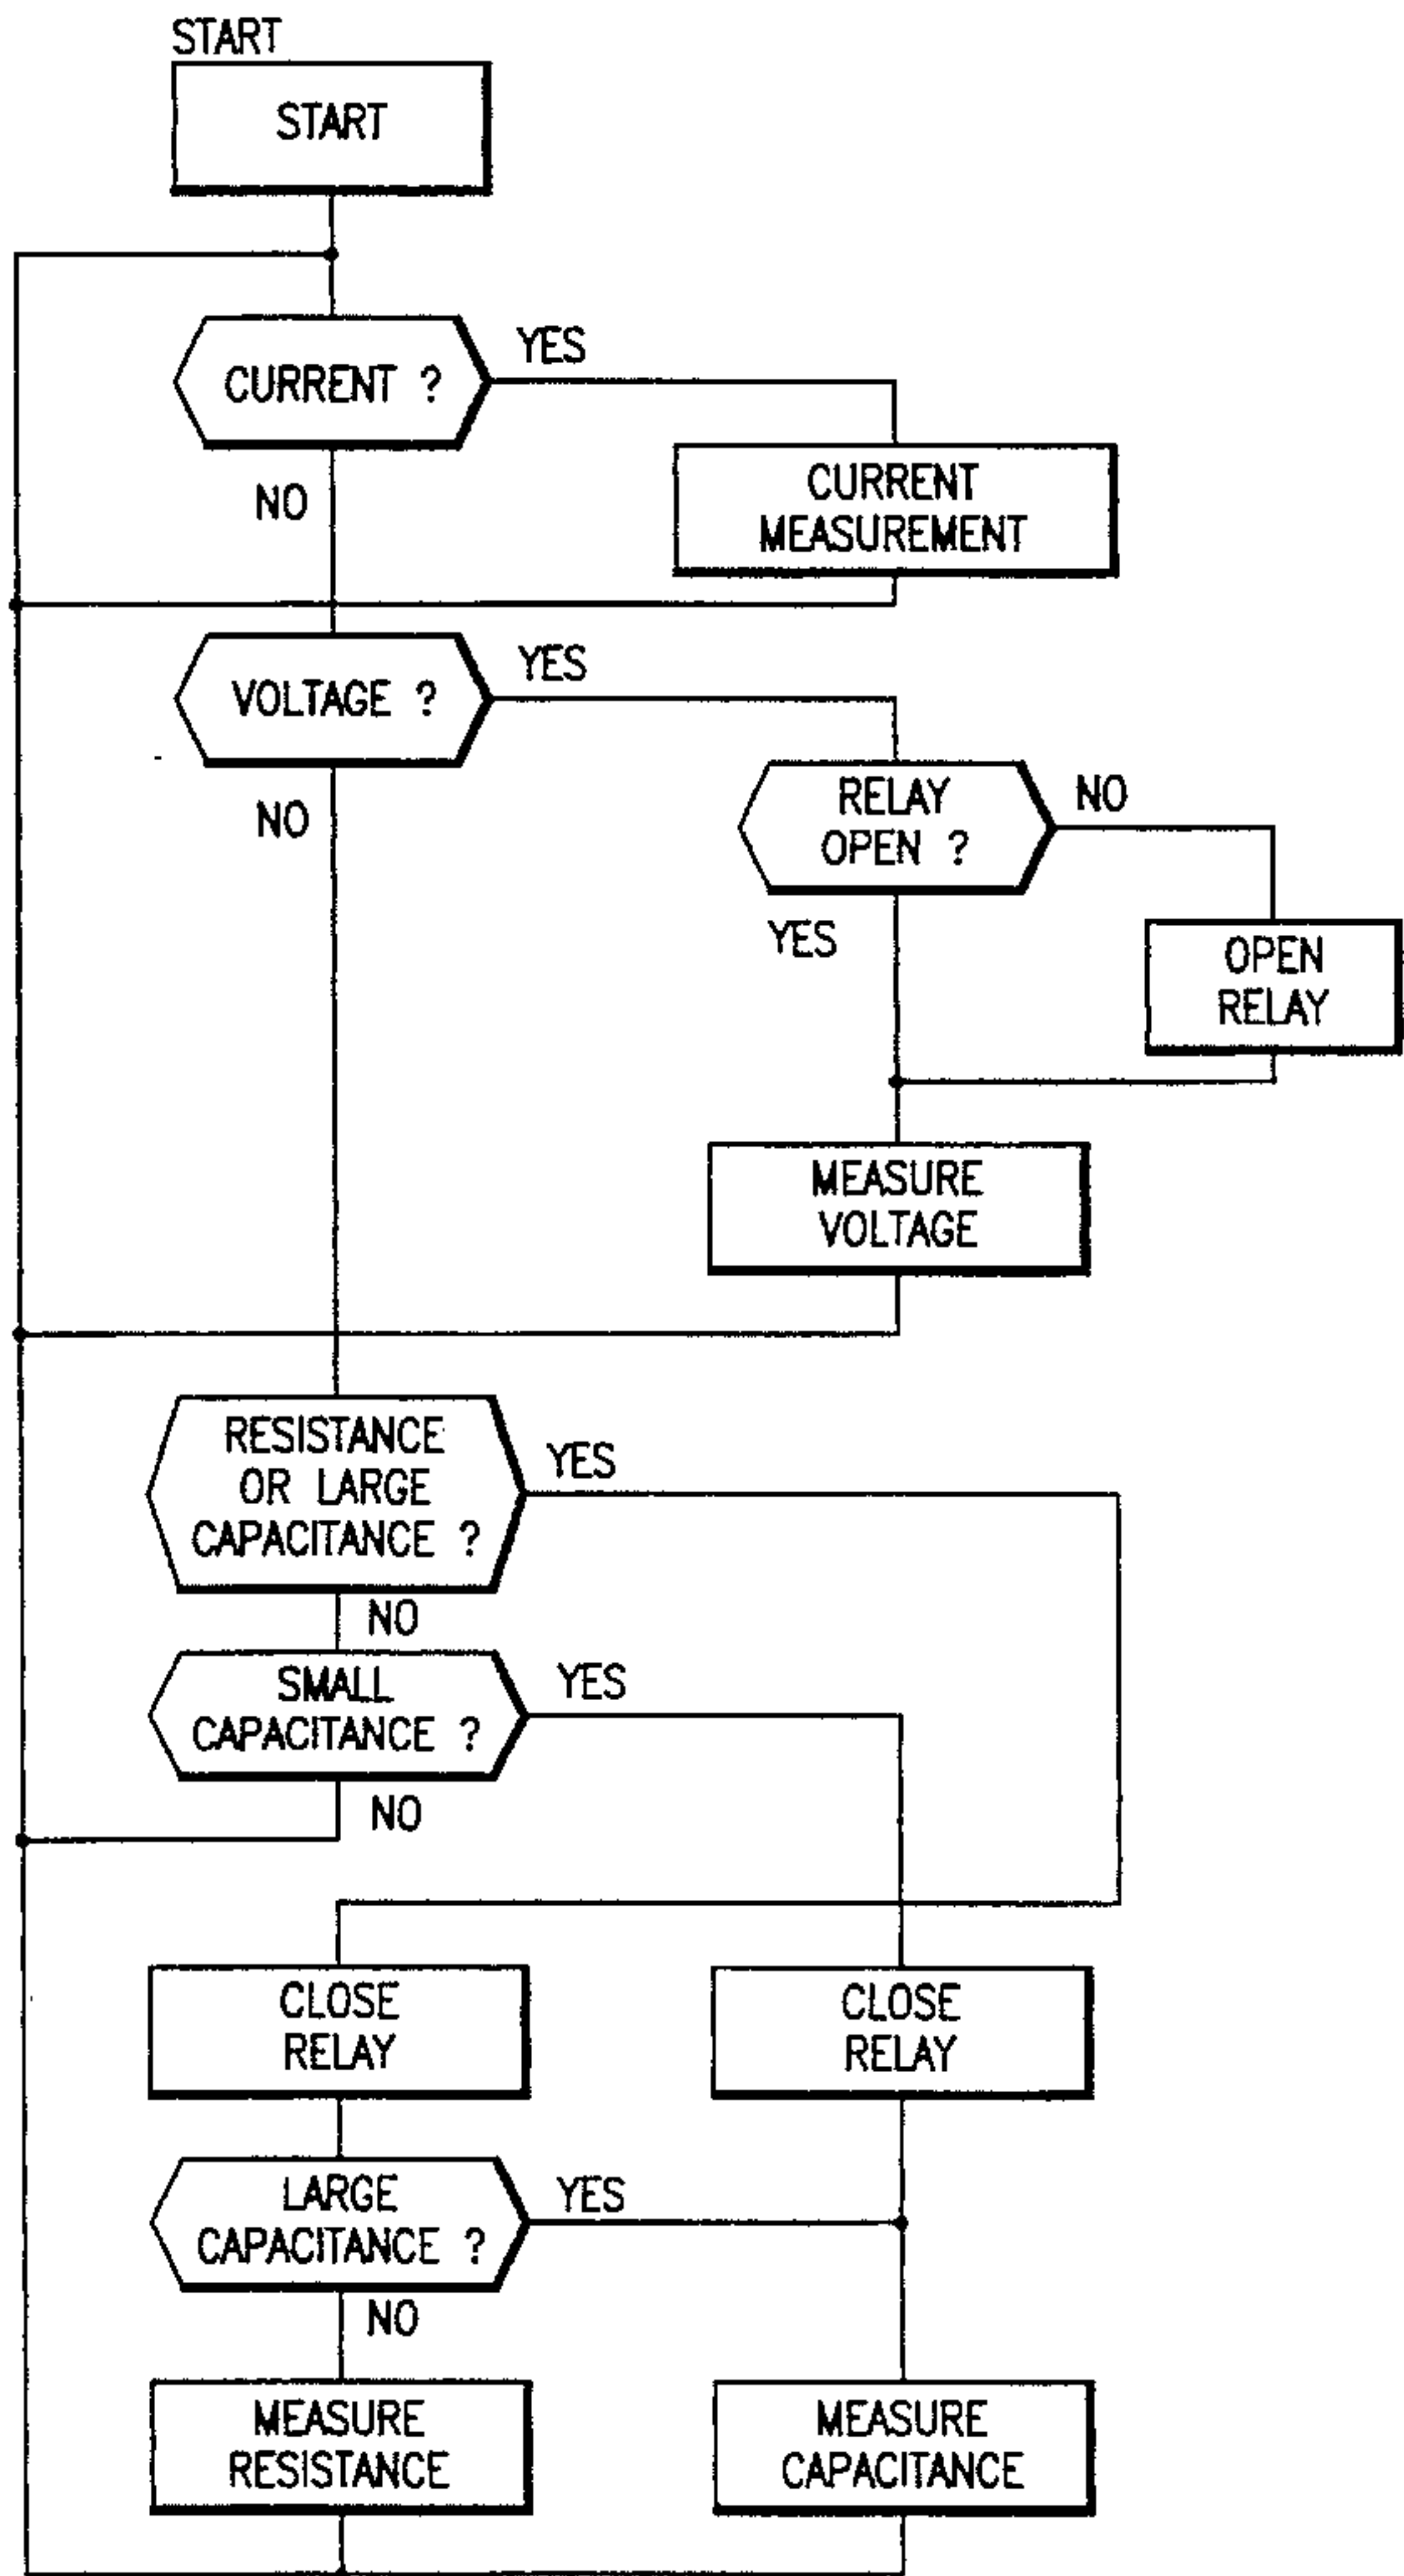 START
START
CURRENT ?
YES
NO
CURRENT
MEASUREMENT
VOLTAGE ?
YES
NO
RELAY
OPEN ?
NO
YES
OPEN
RELAY
MEASURE
VOLTAGE
RESISTANCE
OR LARGE
CAPACITANCE ?
YES
NO
SMALL
CAPACITANCE ?
YES
NO
CLOSE
RELAY
CLOSE
RELAY
LARGE
CAPACITANCE ?
YES
NO
MEASURE
RESISTANCE
MEASURE
CAPACITANCE